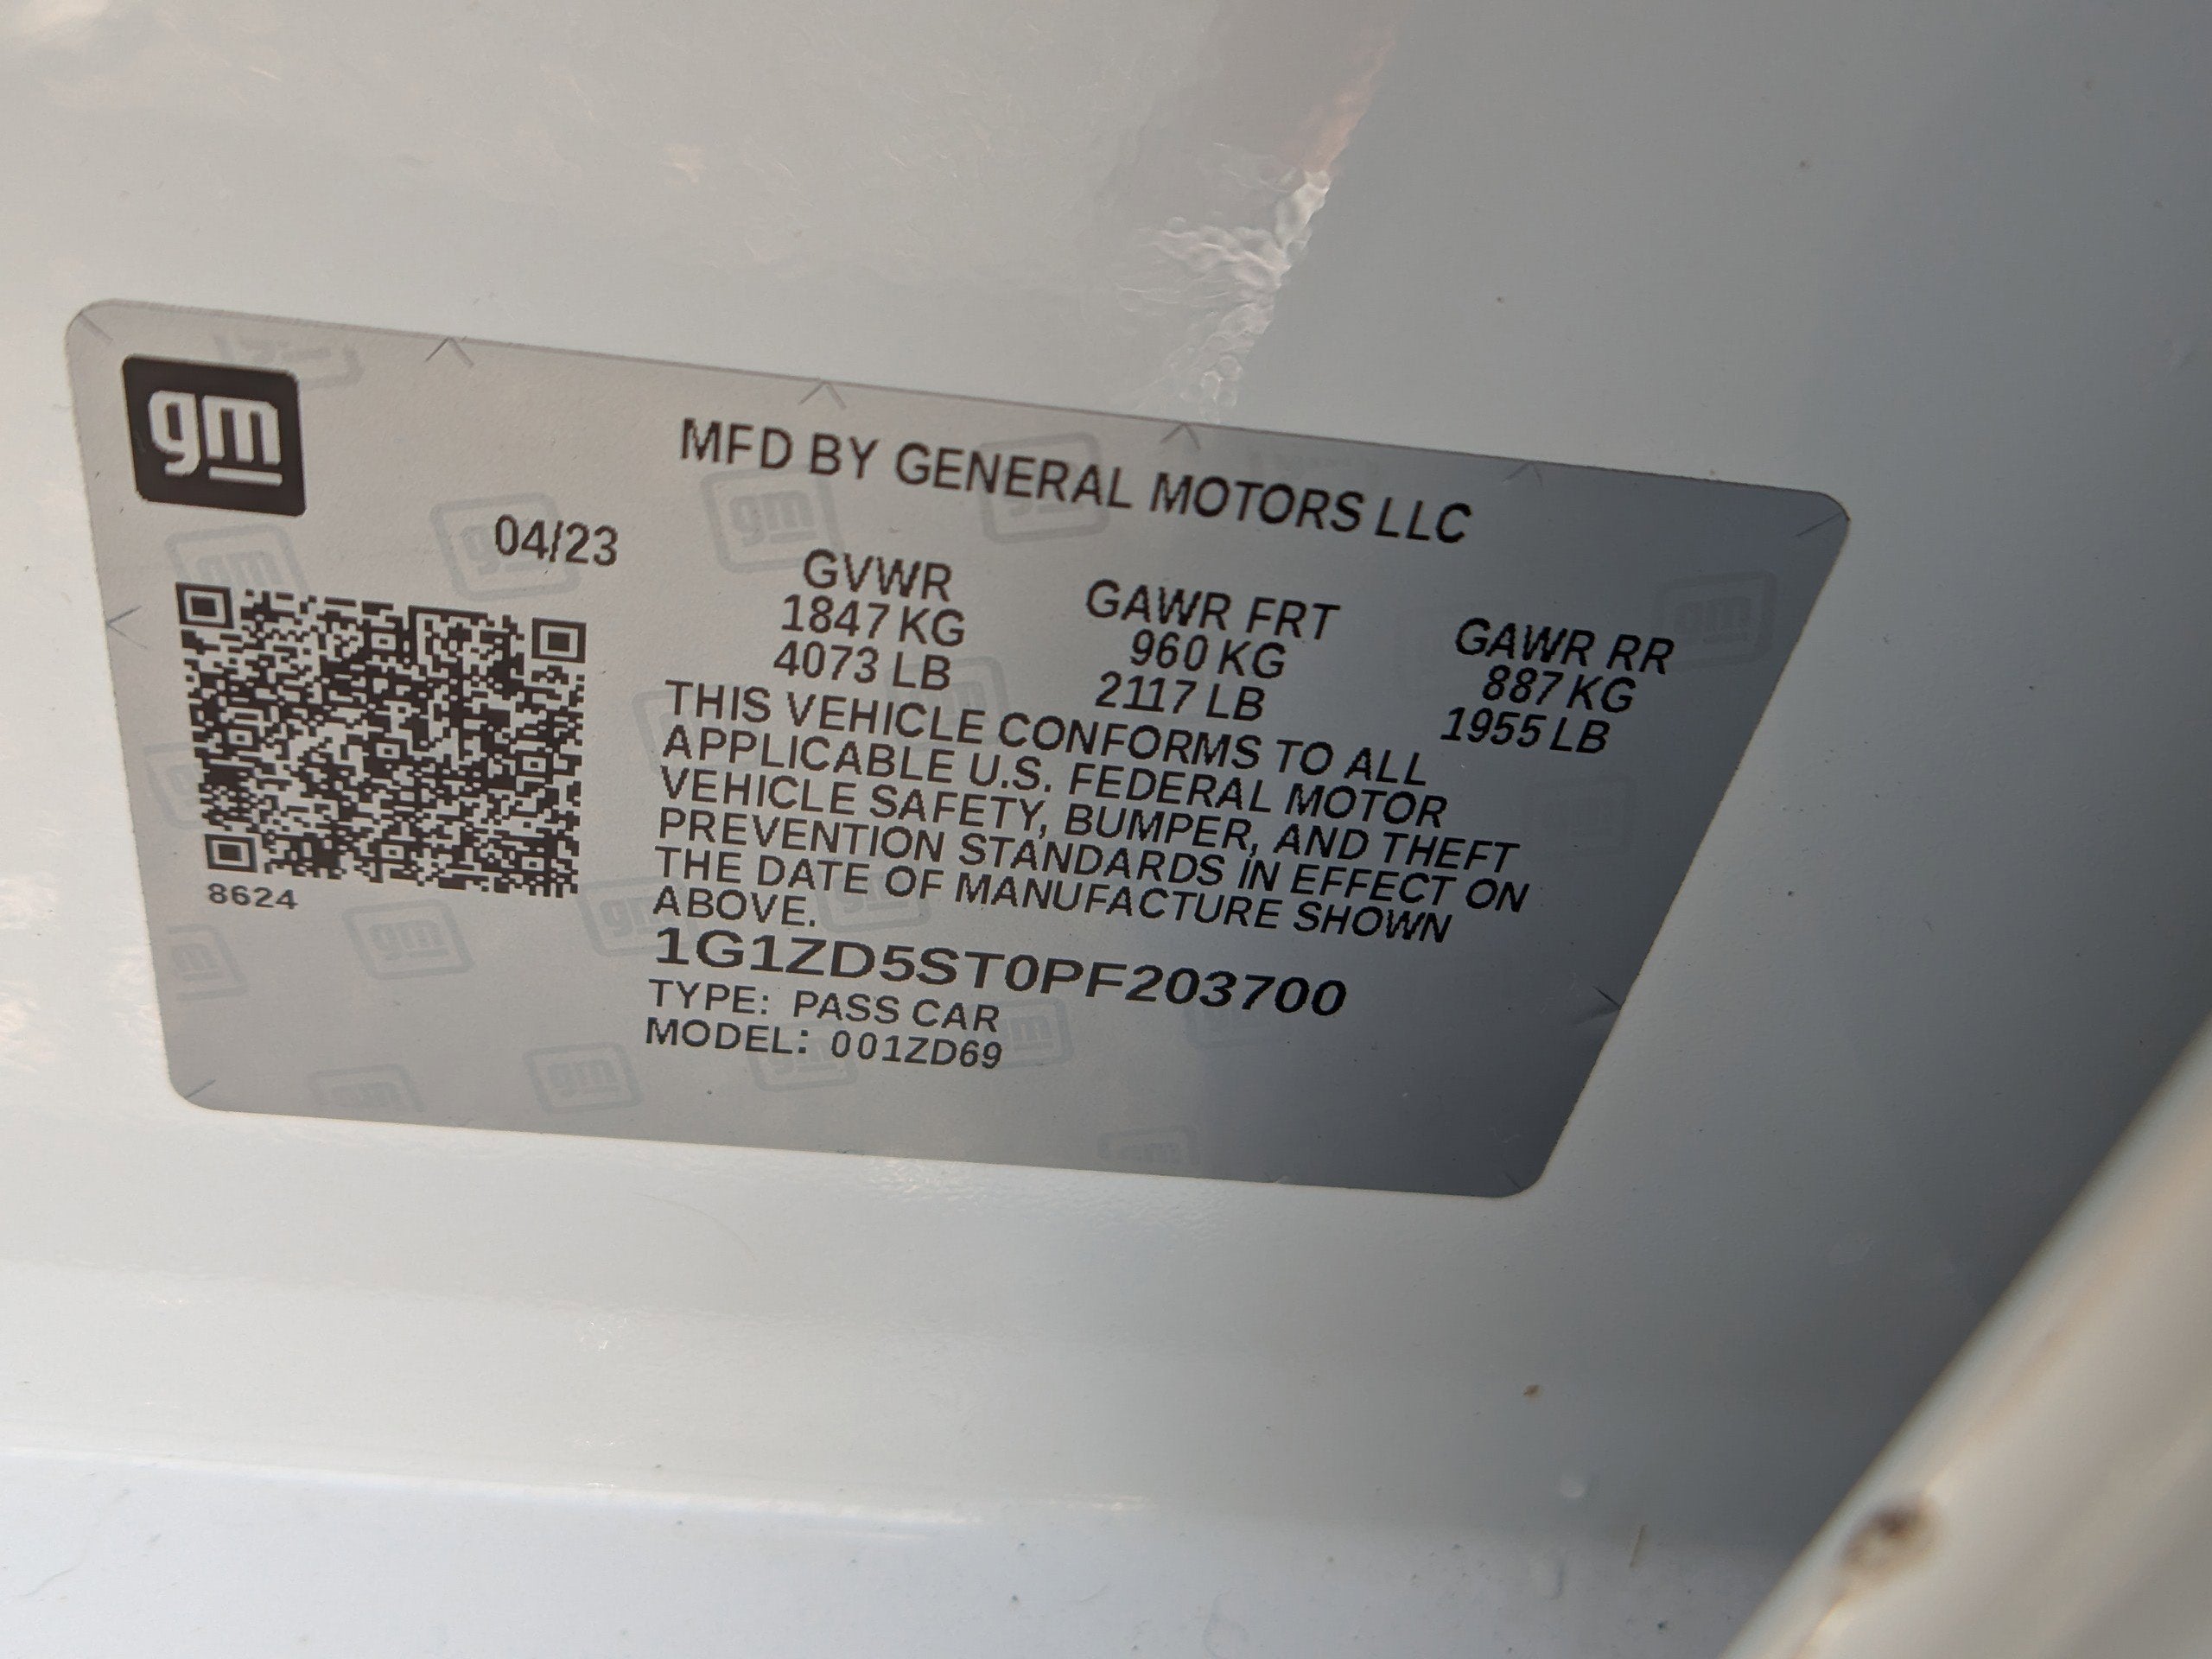 gm
MFD BY GENERAL MOTORS LLC
04/23
GVWR GAWR FRT GAWR RR
1847 KG 960 KG 887 KG
4073 LB 2117 LB 1955 LB
THIS VEHICLE CONFORMS TO ALL
APPLICABLE U.S. FEDERAL MOTOR
VEHICLE SAFETY, BUMPER, AND THEFT
PREVENTION STANDARDS IN EFFECT ON
THE DATE OF MANUFACTURE SHOWN
ABOVE.
8624
1G1ZD5ST0PF203700
TYPE: PASS CAR
MODEL: 001ZD69